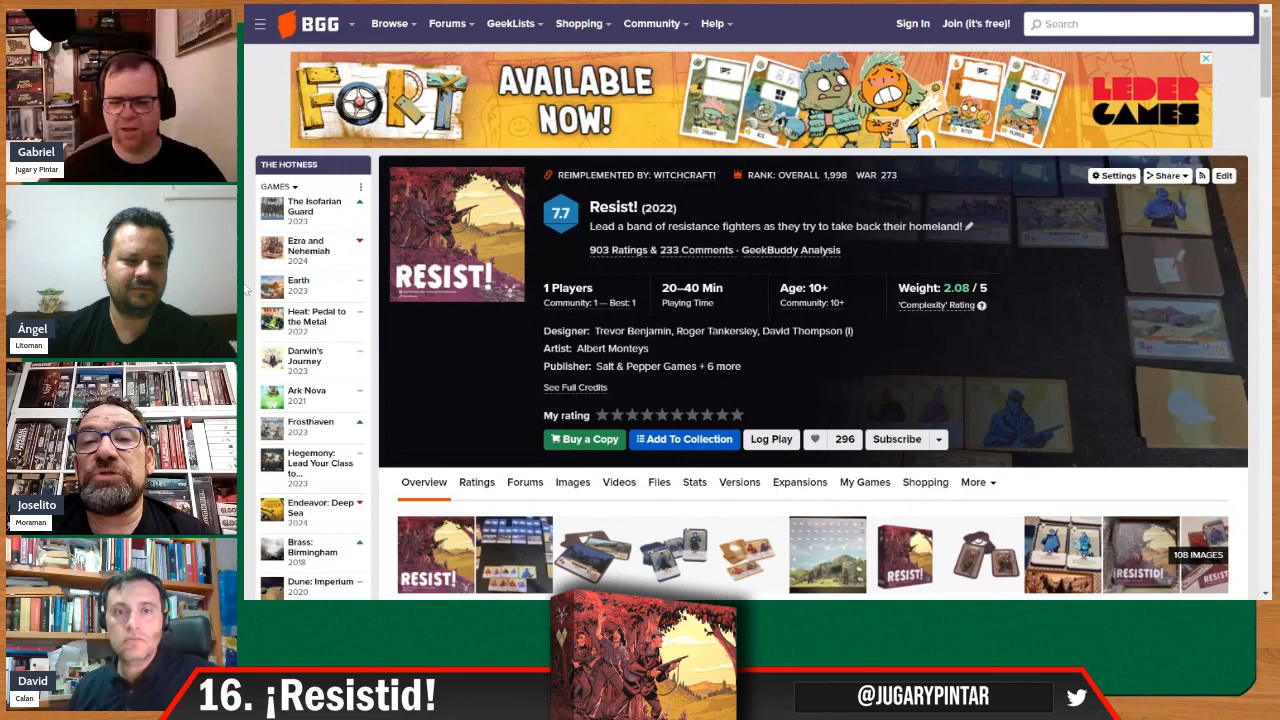 Gabriel
Jugar y Pintar
Ángel
Litoman
Joselito
Moraman
David
Calan
BGG
Browse
Forums
GeekLists
Shopping
Community
Help
Sign In
Join (it's free)!
Search
FORT
AVAILABLE
NOW!
LEDER
GAMES
THE HOTNESS
GAMES
The Isofarian
Guard
2023
Ezra and
Nehemiah
2024
Earth
2023
Heat: Pedal to
the Metal
2022
Darwin's
Journey
2023
Ark Nova
2021
Frosthaven
2023
Hegemony:
Lead Your Class
to...
2023
Endeavor: Deep
Sea
2024
Brass:
Birmingham
2018
Dune: Imperium
2020
RESIST!
REIMPLEMENTED BY: WITCHCRAFT!
RANK: OVERALL 1,998 WAR 273
Settings
Share
Edit
7.7
Resist! (2022)
Lead a band of resistance fighters as they try to take back their homeland!
903 Ratings & 233 Comments · GeekBuddy Analysis
1 Players
Community: 1 — Best: 1
20–40 Min
Playing Time
Age: 10+
Community: 10+
Weight: 2.08 / 5
'Complexity' Rating
Designer: Trevor Benjamin, Roger Tankersley, David Thompson (I)
Artist: Albert Monteys
Publisher: Salt & Pepper Games + 6 more
See Full Credits
My rating
Buy a Copy
Add To Collection
Log Play
296
Subscribe
Overview
Ratings
Forums
Images
Videos
Files
Stats
Versions
Expansions
My Games
Shopping
More
RESIST!
RESIST!
¡RESISTID!
RESIST
108 IMAGES
16. ¡Resistid!
@JUGARYPINTAR